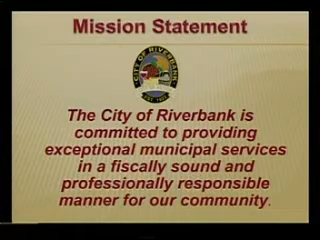 Mission Statement
CITY OF RIVERBANK
The City of Riverbank is
committed to providing
exceptional municipal services
in a fiscally sound and
professionally responsible
manner for our community.